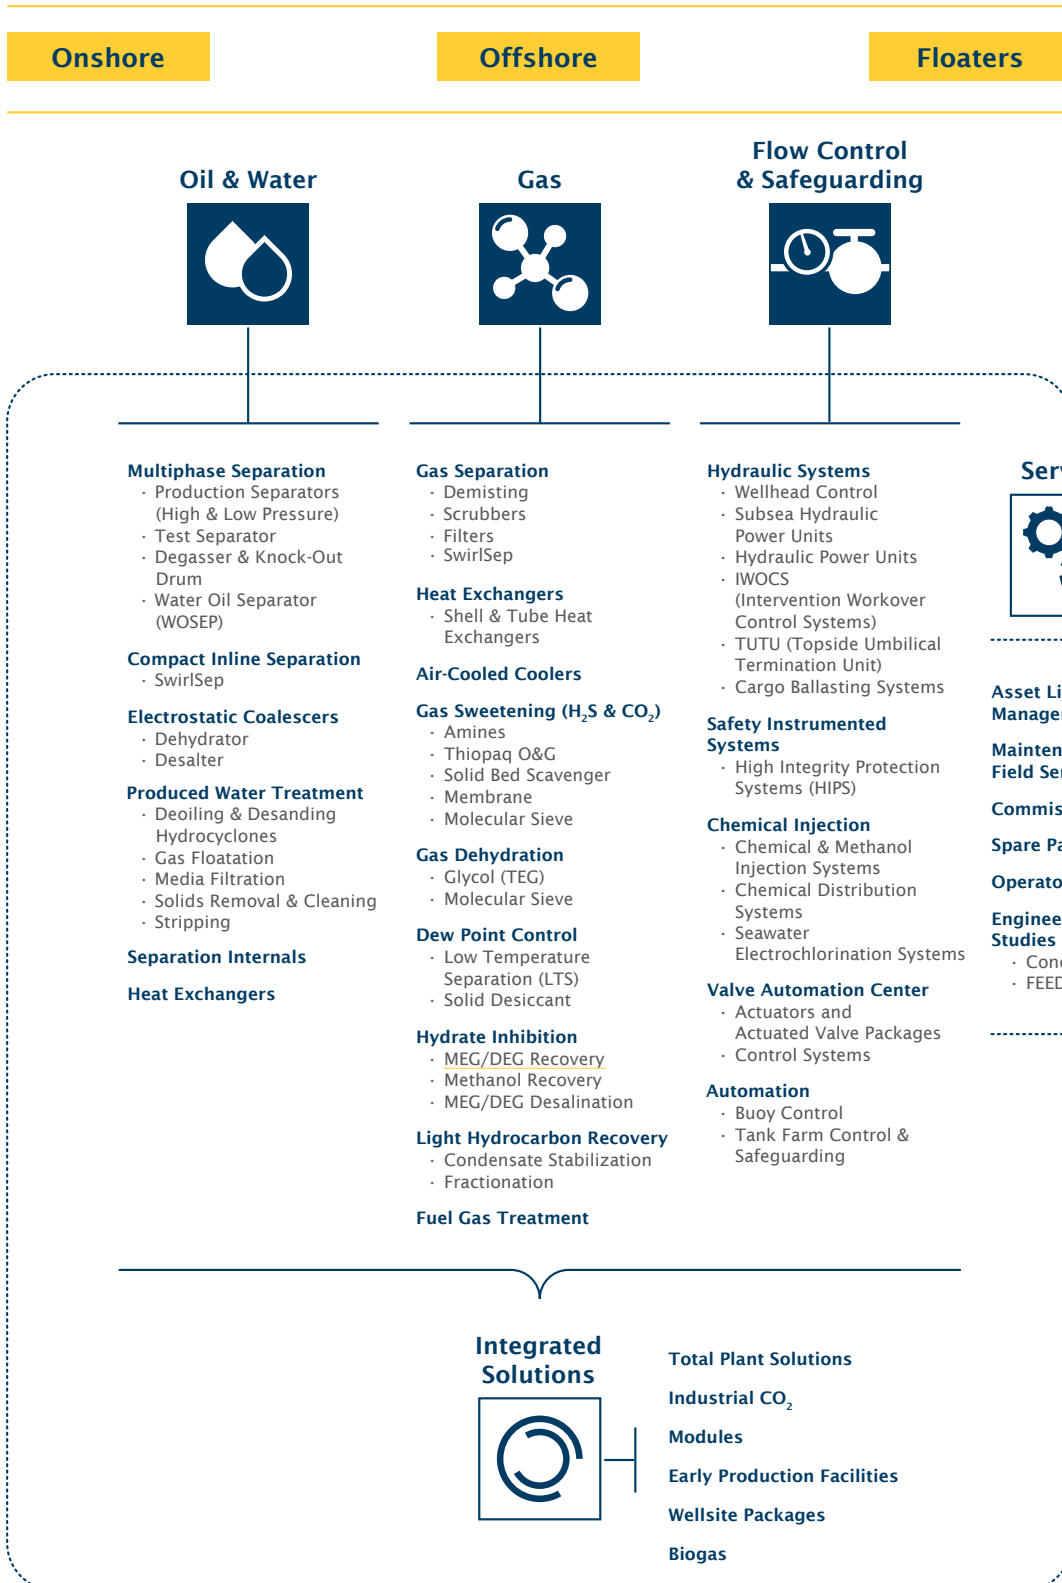 Onshore
Offshore
Floaters
Oil & Water
Gas
Flow Control
& Safeguarding
Multiphase Separation
· Production Separators
(High & Low Pressure)
· Test Separator
· Degasser & Knock-Out
Drum
· Water Oil Separator
(WOSEP)
Compact Inline Separation
· SwirlSep
Electrostatic Coalescers
· Dehydrator
· Desalter
Produced Water Treatment
· Deoiling & Desanding
Hydrocyclones
· Gas Floatation
· Media Filtration
· Solids Removal & Cleaning
· Stripping
Separation Internals
Heat Exchangers
Gas Separation
· Demisting
· Scrubbers
· Filters
· SwirlSep
Heat Exchangers
· Shell & Tube Heat
Exchangers
Air-Cooled Coolers
Gas Sweetening (H₂S & CO₂)
· Amines
· Thiopaq O&G
· Solid Bed Scavenger
· Membrane
· Molecular Sieve
Gas Dehydration
· Glycol (TEG)
· Molecular Sieve
Dew Point Control
· Low Temperature
Separation (LTS)
· Solid Desiccant
Hydrate Inhibition
· MEG/DEG Recovery
· Methanol Recovery
· MEG/DEG Desalination
Light Hydrocarbon Recovery
· Condensate Stabilization
· Fractionation
Fuel Gas Treatment
Hydraulic Systems
· Wellhead Control
· Subsea Hydraulic
Power Units
· Hydraulic Power Units
· IWOCS
(Intervention Workover
Control Systems)
· TUTU (Topside Umbilical
Termination Unit)
· Cargo Ballasting Systems
Safety Instrumented
Systems
· High Integrity Protection
Systems (HIPS)
Chemical Injection
· Chemical & Methanol
Injection Systems
· Chemical Distribution
Systems
· Seawater
Electrochlorination Systems
Valve Automation Center
· Actuators and
Actuated Valve Packages
· Control Systems
Automation
· Buoy Control
· Tank Farm Control &
Safeguarding
Asset
Field
Spare
Studies
· FEED
Integrated
Solutions
Total Plant Solutions
Industrial CO₂
Modules
Early Production Facilities
Wellsite Packages
Biogas